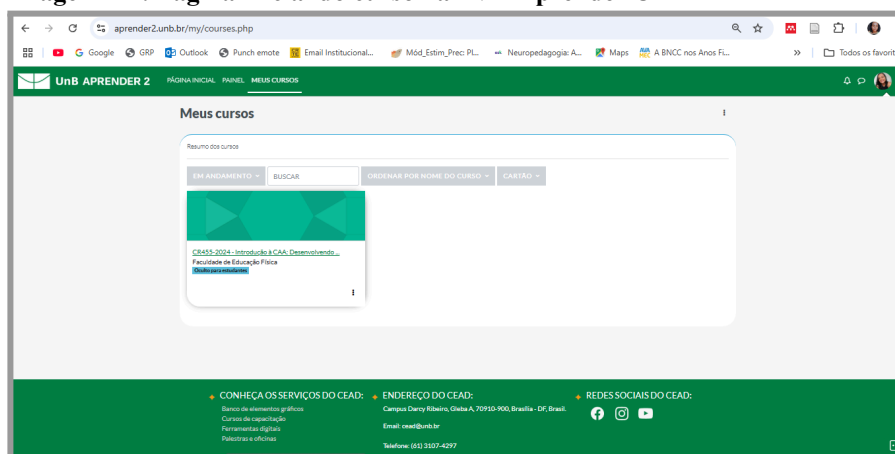 aprender2.unb.br/my/courses.php
Google GRP Outlook Punch emote Email Institucional... Mód_Estim_Prec: PL... Neuropedagogia: A... Maps A BNCC nos Anos Fi... » Todos os favorit
UnB APRENDER 2 PÁGINA INICIAL PAINEL MEUS CURSOS
Meus cursos
Resumo dos cursos
EM ANDAMENTO BUSCAR ORDENAR POR NOME DO CURSO CARTÃO
CR455-2024 - Introdução à CAA: Desenvolvendo ...
Faculdade de Educação Física
Oculto para estudantes
CONHEÇA OS SERVIÇOS DO CEAD:
Banco de elementos gráficos
Cursos de capacitação
Ferramentas digitais
Palestras e oficinas
ENDEREÇO DO CEAD:
Campus Darcy Ribeiro, Gleba A, 70910-900, Brasília - DF, Brasil.
Email: cead@unb.br
Telefone: (61) 3107-4297
REDES SOCIAIS DO CEAD: